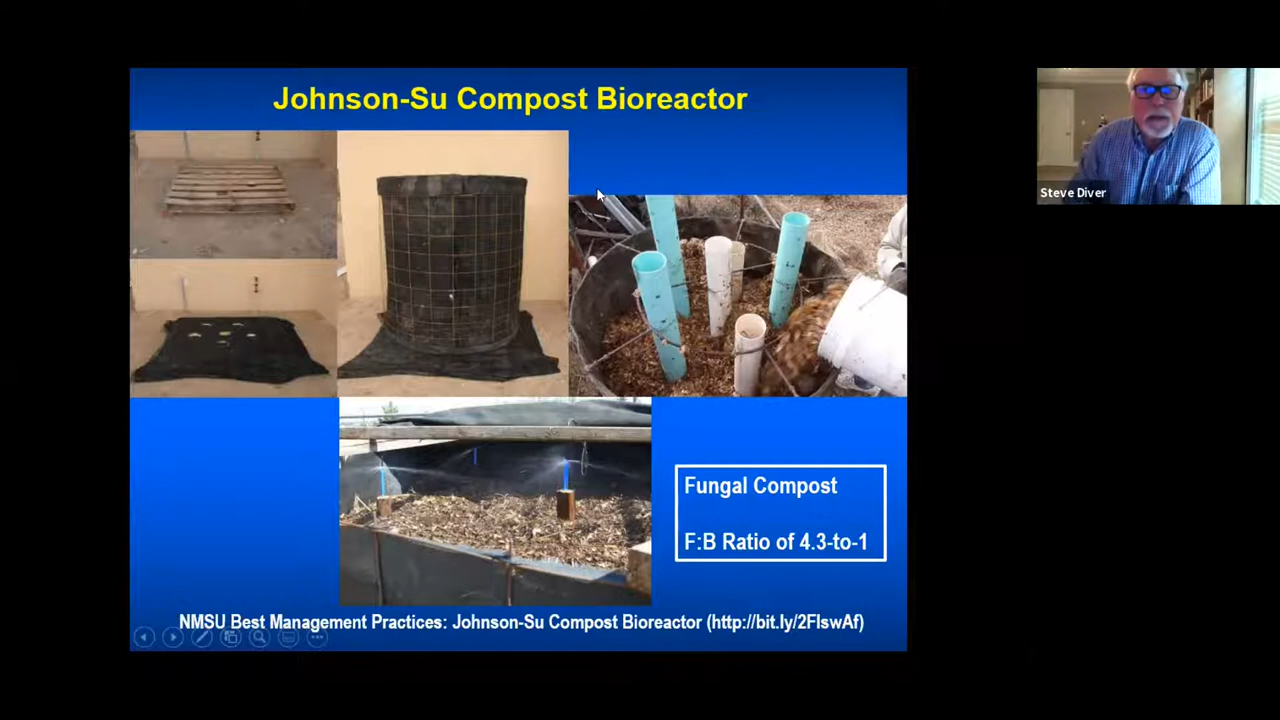 Johnson-Su Compost Bioreactor
Steve Diver
Fungal Compost
F:B Ratio of 4.3-to-1
NMSU Best Management Practices: Johnson-Su Compost Bioreactor (http://bit.ly/2FIswAf)